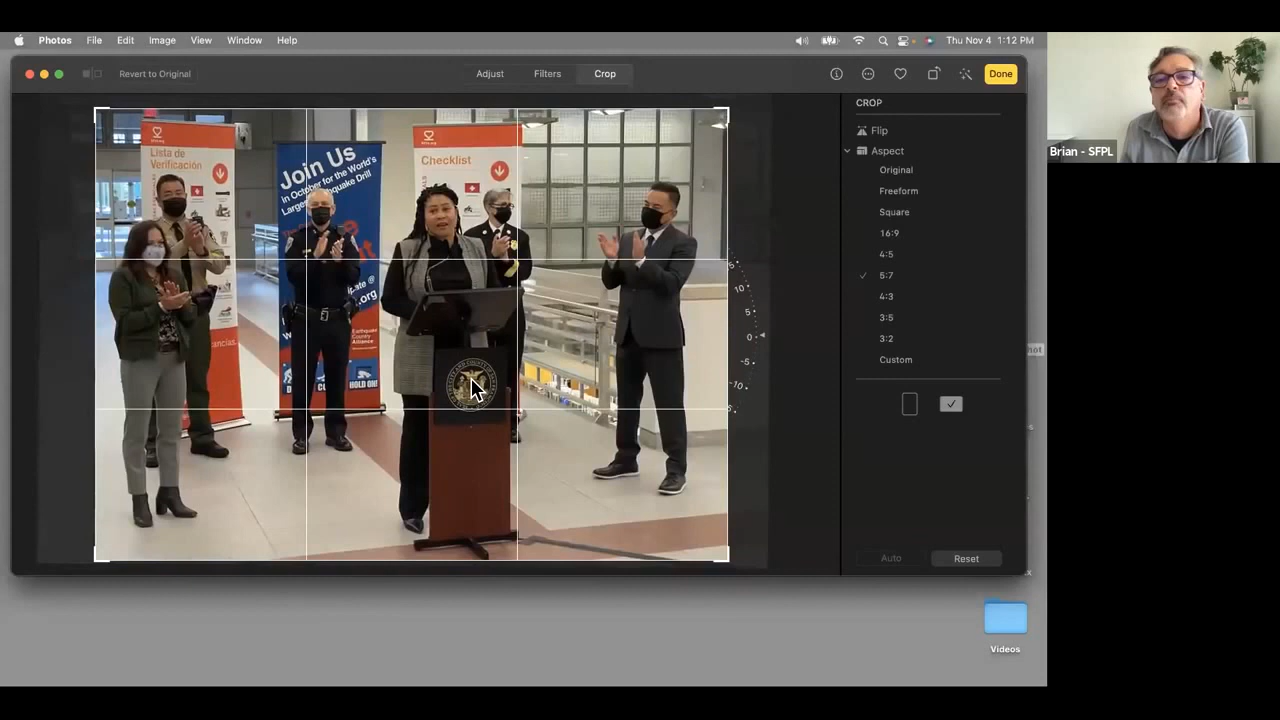 Photos File Edit Image View Window Help
Thu Nov 4 1:12 PM
Revert to Original
Adjust Filters Crop
Done
CROP
Flip
Aspect
Original
Freeform
Square
16:9
4:5
5:7
4:3
3:5
3:2
Custom
Auto
Reset
10
5
0
-5
-10
Lista de
Verificación
Join Us
in October for the World's
Largest Earthquake Drill
Checklist
HOLD ON!
Videos
Brian - SFPL